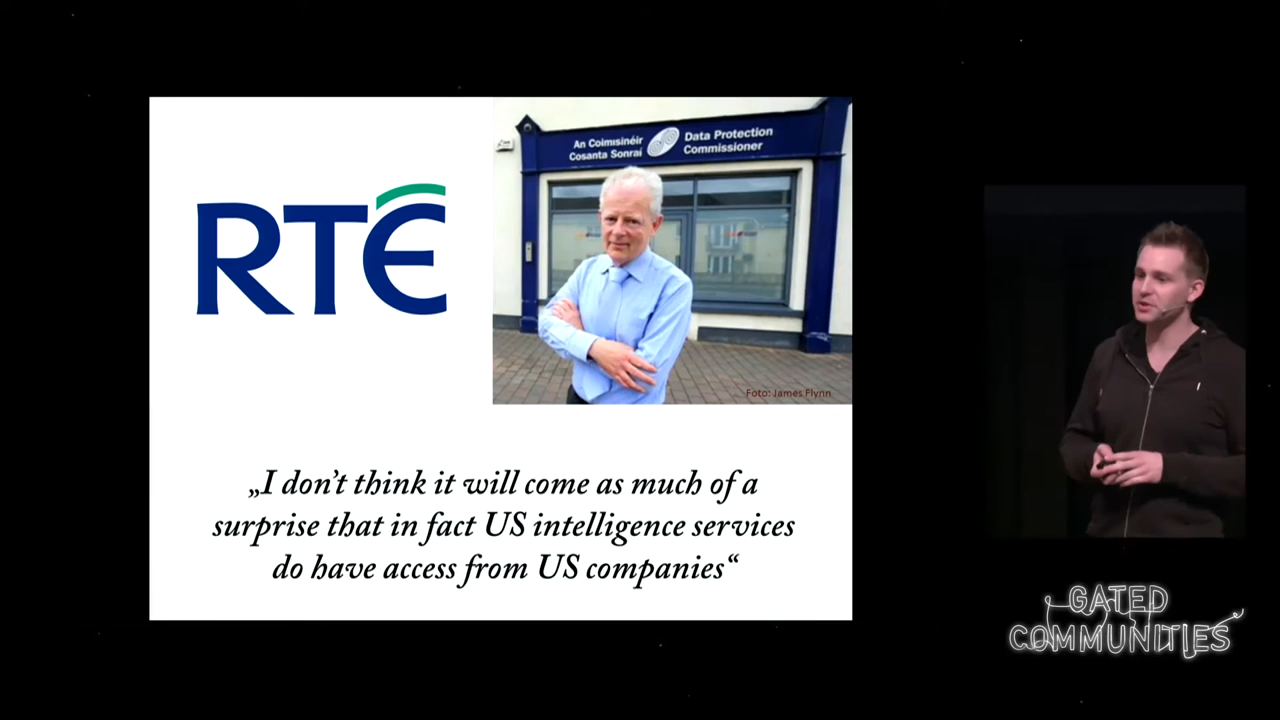 RTÉ
An Coimisinéir
Cosanta Sonraí
Data Protection
Commissioner
Foto: James Flynn
„I don't think it will come as much of a
surprise that in fact US intelligence services
do have access from US companies“
GATED
COMMUNITIES